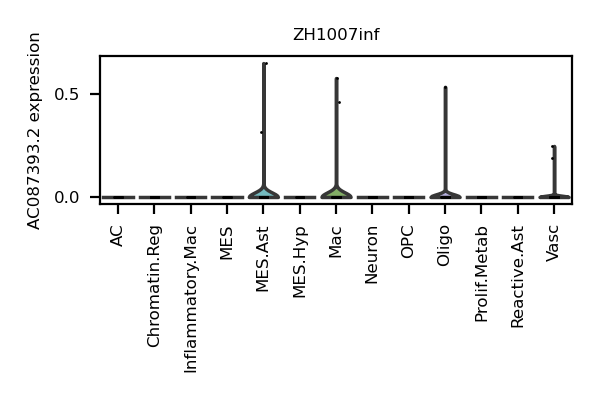 ZH1007inf
AC087393.2 expression
0.5
0.0
AC
Chromatin.Reg
Inflammatory.Mac
MES
MES.Ast
MES.Hyp
Mac
Neuron
OPC
Oligo
Prolif.Metab
Reactive.Ast
Vasc